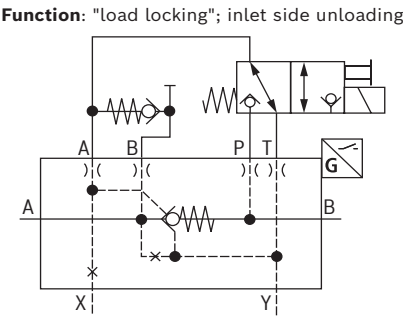 Function: "load locking"; inlet side unloading
A B P T
G
A B
X Y